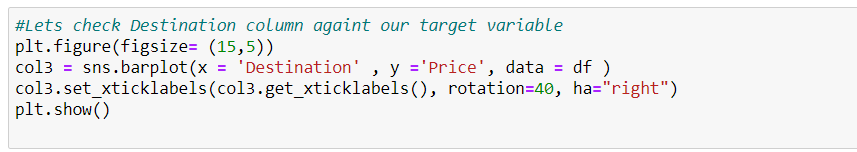 #Lets check Destination column againt our target variable
plt.figure(figsize= (15,5))
col3 = sns.barplot(x = 'Destination' , y ='Price', data = df )
col3.set_xticklabels(col3.get_xticklabels(), rotation=40, ha="right")
plt.show()